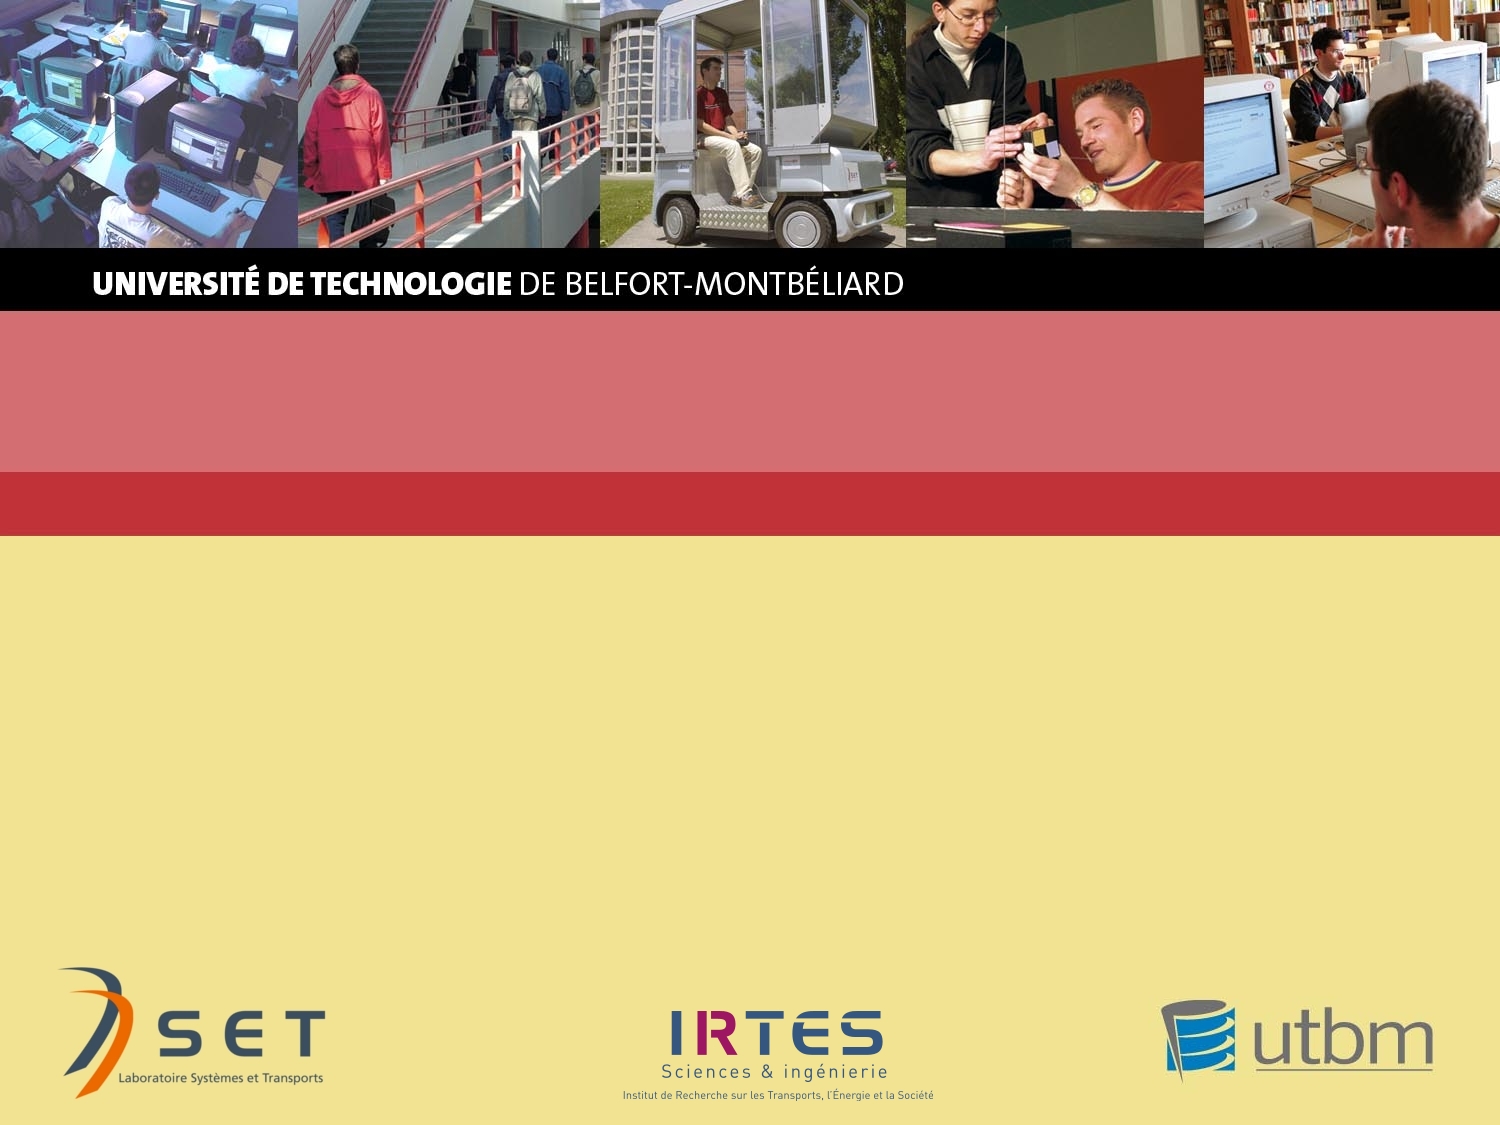 UNIVERSITÉ DE TECHNOLOGIE DE BELFORT-MONTBÉLIARD
SET
Laboratoire Systèmes et Transports
IRTES
Sciences & ingénierie
Institut de Recherche sur les Transports, l'Énergie et la Société
utbm